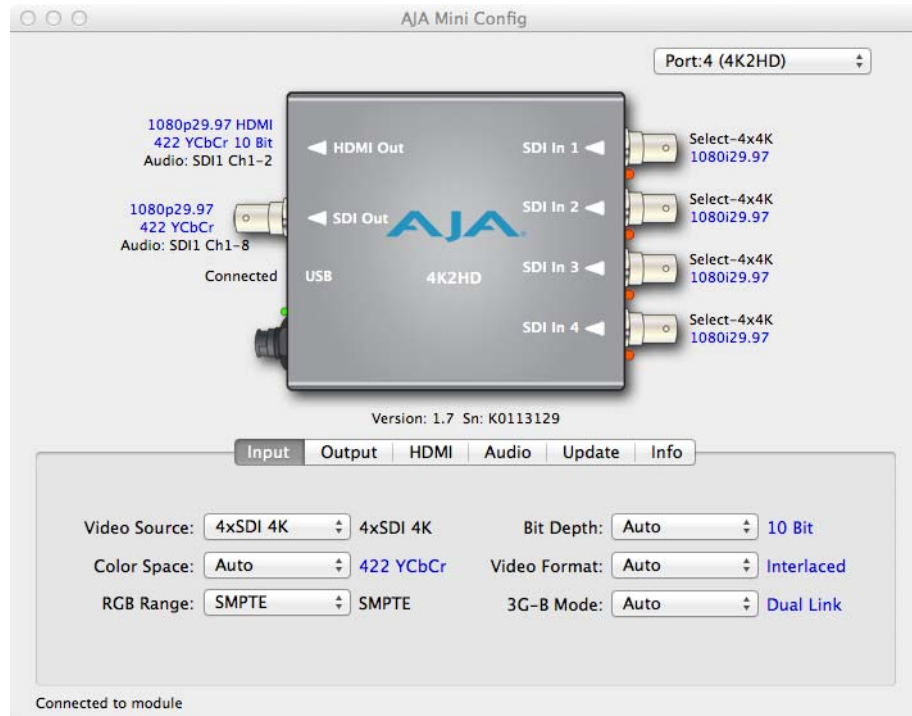 AJA Mini Config
Port:4 (4K2HD)
1080p29.97 HDMI
422 YCbCr 10 Bit
Audio: SDI1 Ch1-2
1080p29.97
422 YCbCr
Audio: SDI1 Ch1-8
Connected
HDMI Out
SDI Out
USB
AJA
4K2HD
SDI In 1
SDI In 2
SDI In 3
SDI In 4
Select-4x4K
1080i29.97
Select-4x4K
1080i29.97
Select-4x4K
1080i29.97
Select-4x4K
1080i29.97
Version: 1.7 Sn: K0113129
Input Output HDMI Audio Update Info
Video Source: 4xSDI 4K 4xSDI 4K Bit Depth: Auto 10 Bit
Color Space: Auto 422 YCbCr Video Format: Auto Interlaced
RGB Range: SMPTE SMPTE 3G-B Mode: Auto Dual Link
Connected to module